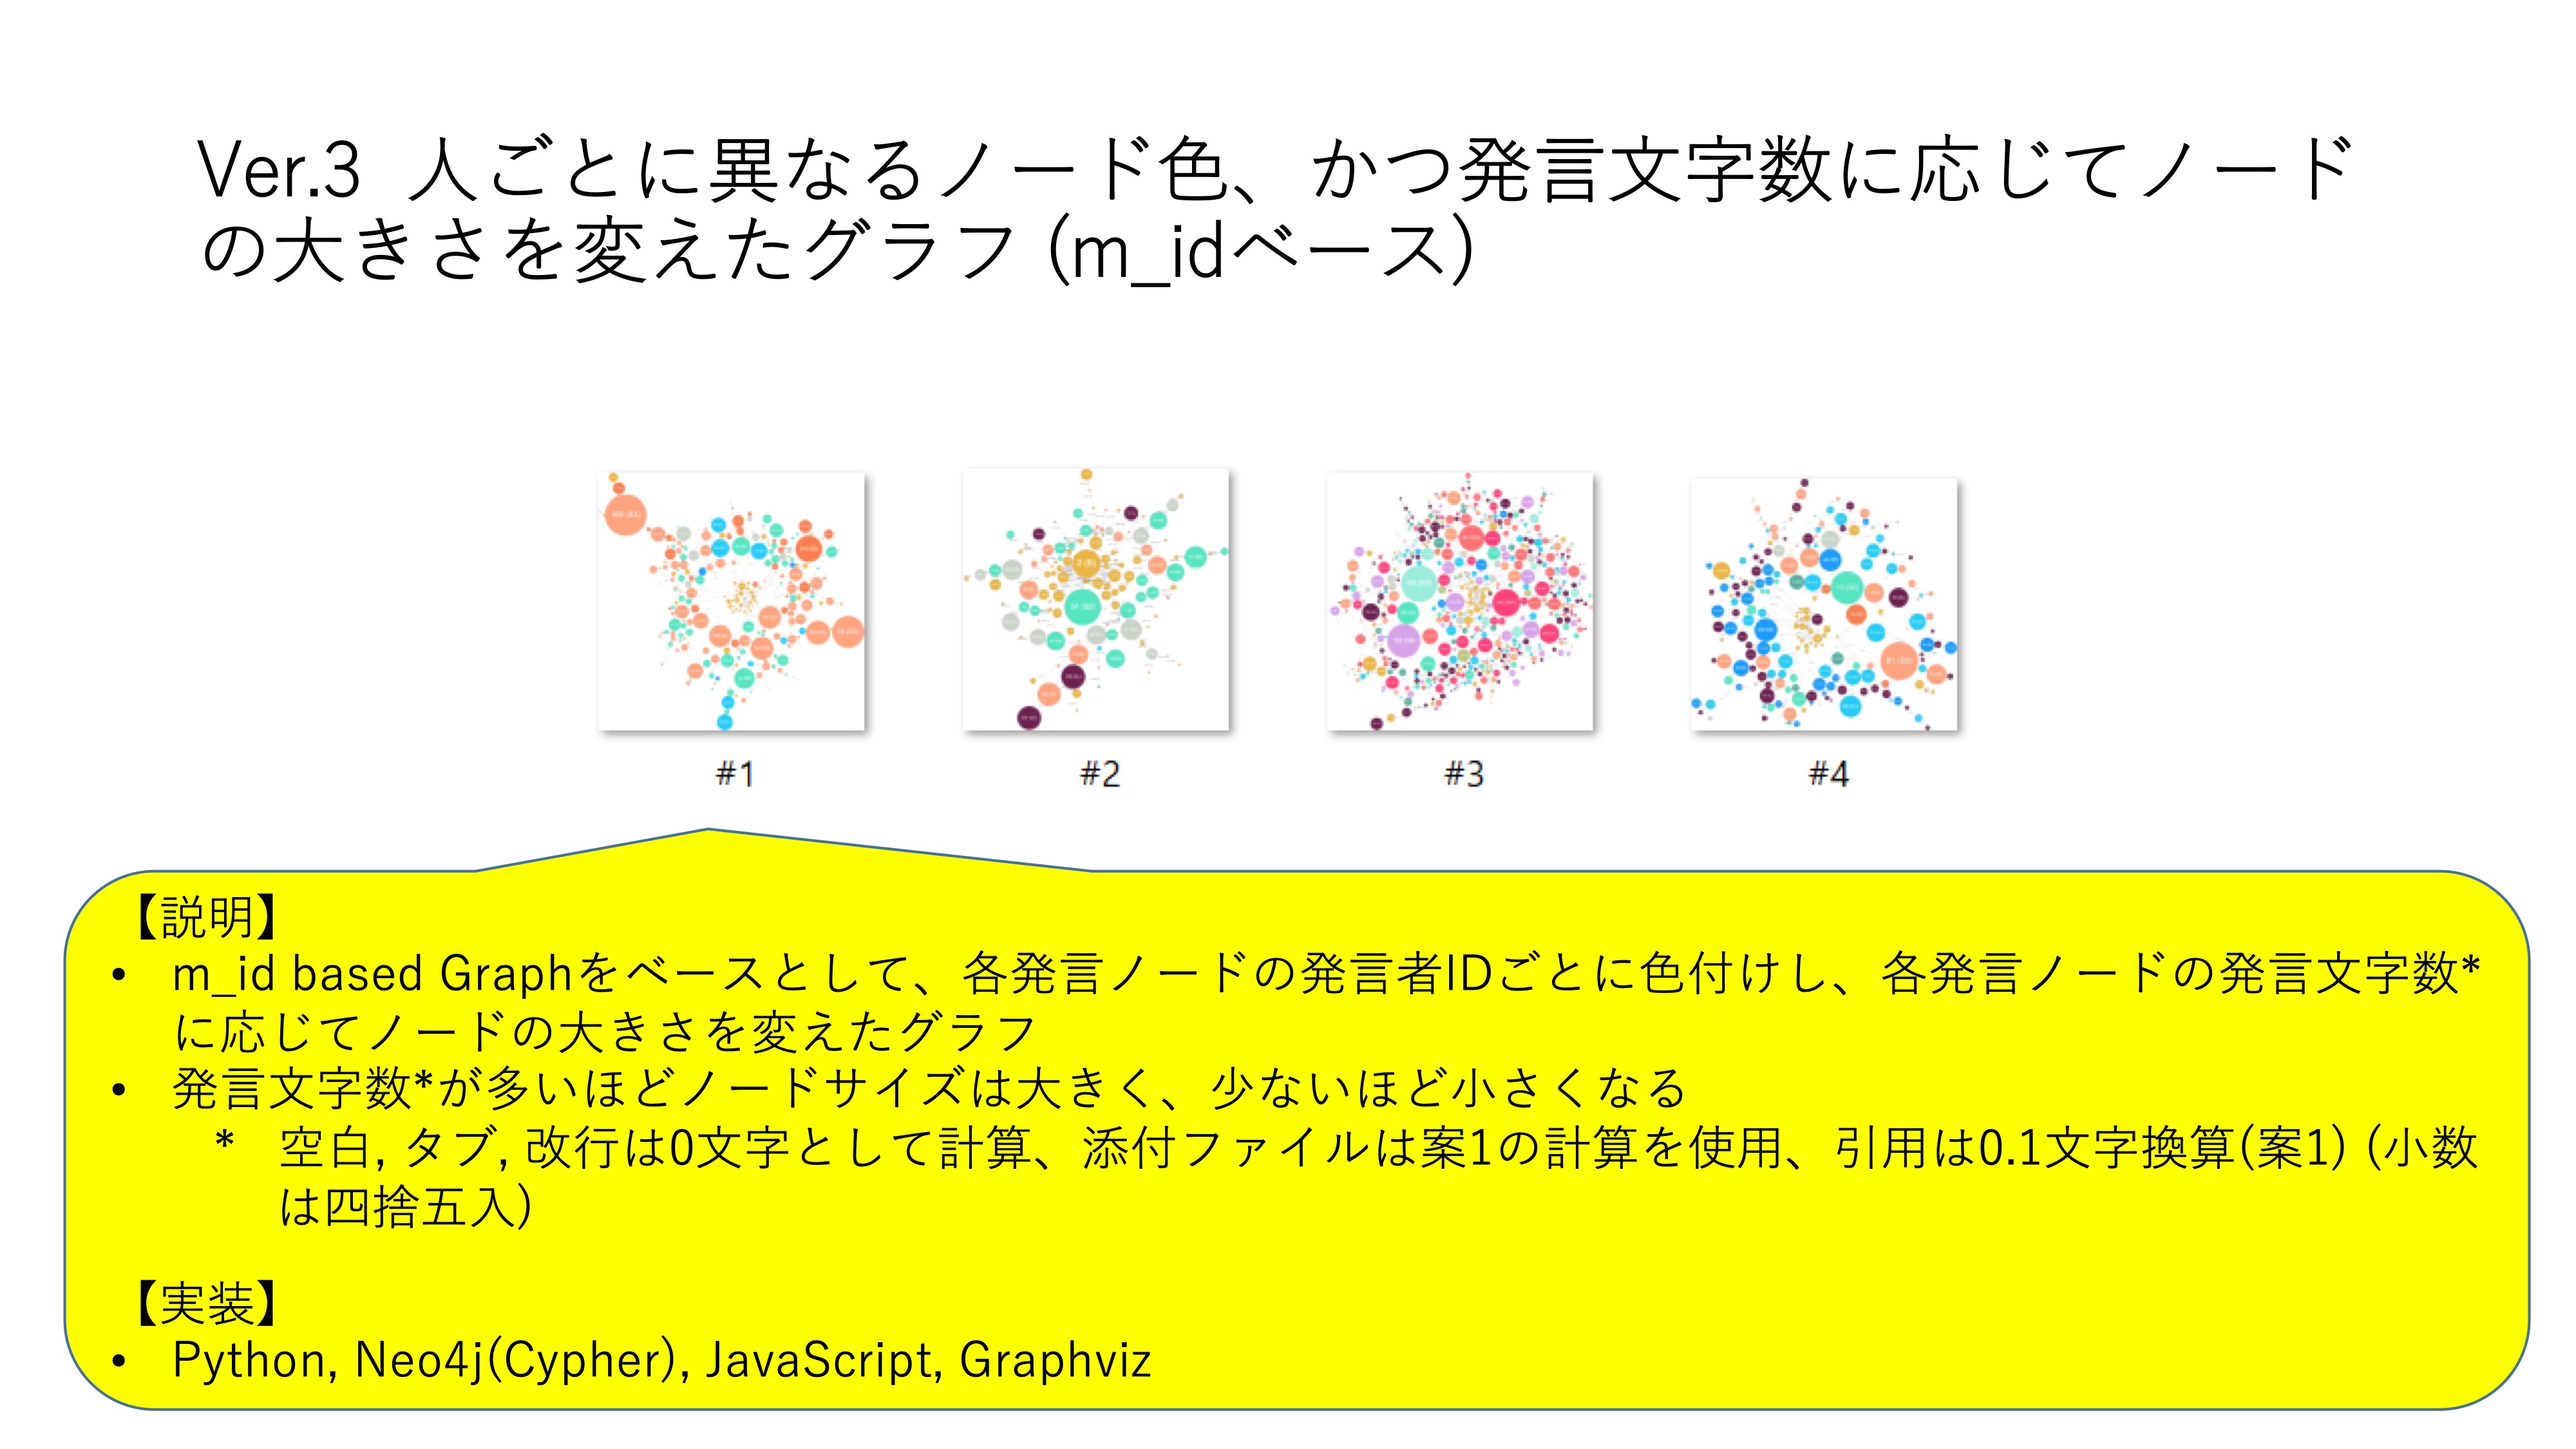 Ver.3 人ごとに異なるノード色、かつ発言文字数に応じてノード
の大きさを変えたグラフ (m_idベース)
#1
#2
#3
#4
【説明】
• m_id based Graphをベースとして、各発言ノードの発言者IDごとに色付けし、各発言ノードの発言文字数*
に応じてノードの大きさを変えたグラフ
• 発言文字数*が多いほどノードサイズは大きく、少ないほど小さくなる
* 空白, タブ, 改行は0文字として計算、添付ファイルは案1の計算を使用、引用は0.1文字換算(案1) (小数
は四捨五入)
【実装】
• Python, Neo4j(Cypher), JavaScript, Graphviz